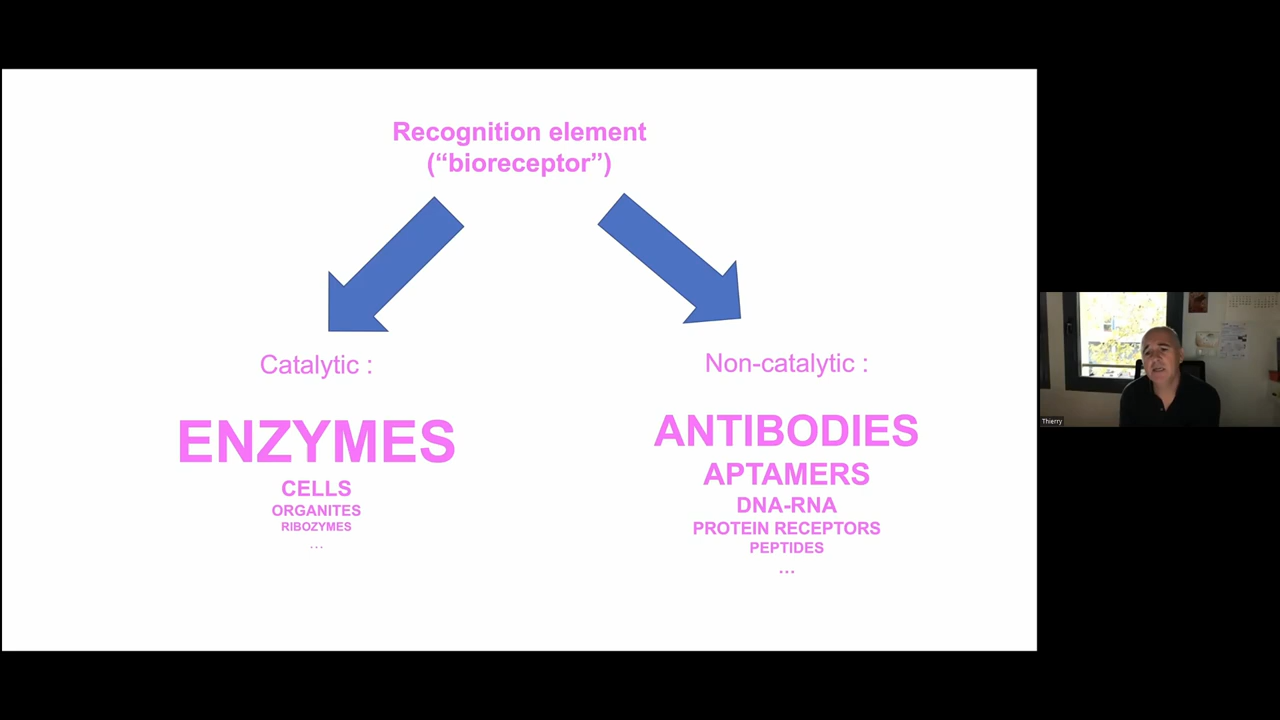 Recognition element
(“bioreceptor”)
Catalytic :
ENZYMES
CELLS
ORGANITES
RIBOZYMES
...
Non-catalytic :
ANTIBODIES
APTAMERS
DNA-RNA
PROTEIN RECEPTORS
PEPTIDES
...
Thierry